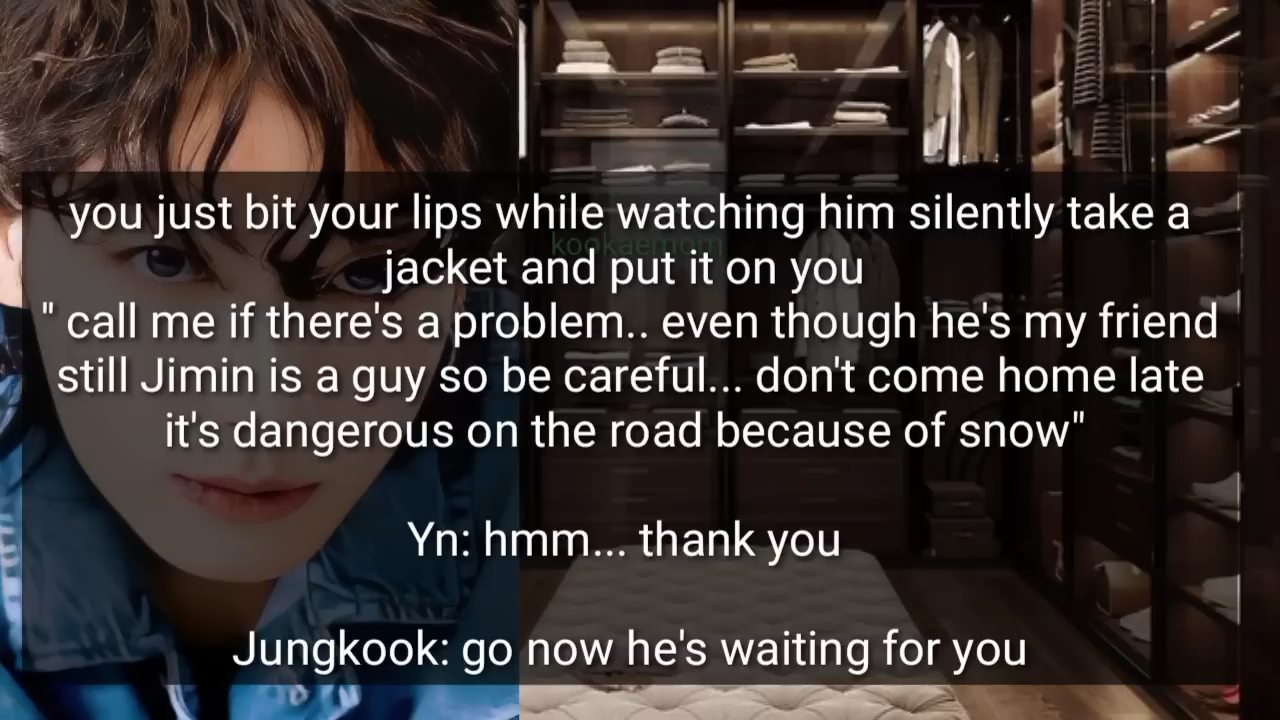 you just bit your lips while watching him silently take a
jacket and put it on you
kookaemom
" call me if there's a problem.. even though he's my friend
still Jimin is a guy so be careful... don't come home late
it's dangerous on the road because of snow"
Yn: hmm... thank you
Jungkook: go now he's waiting for you